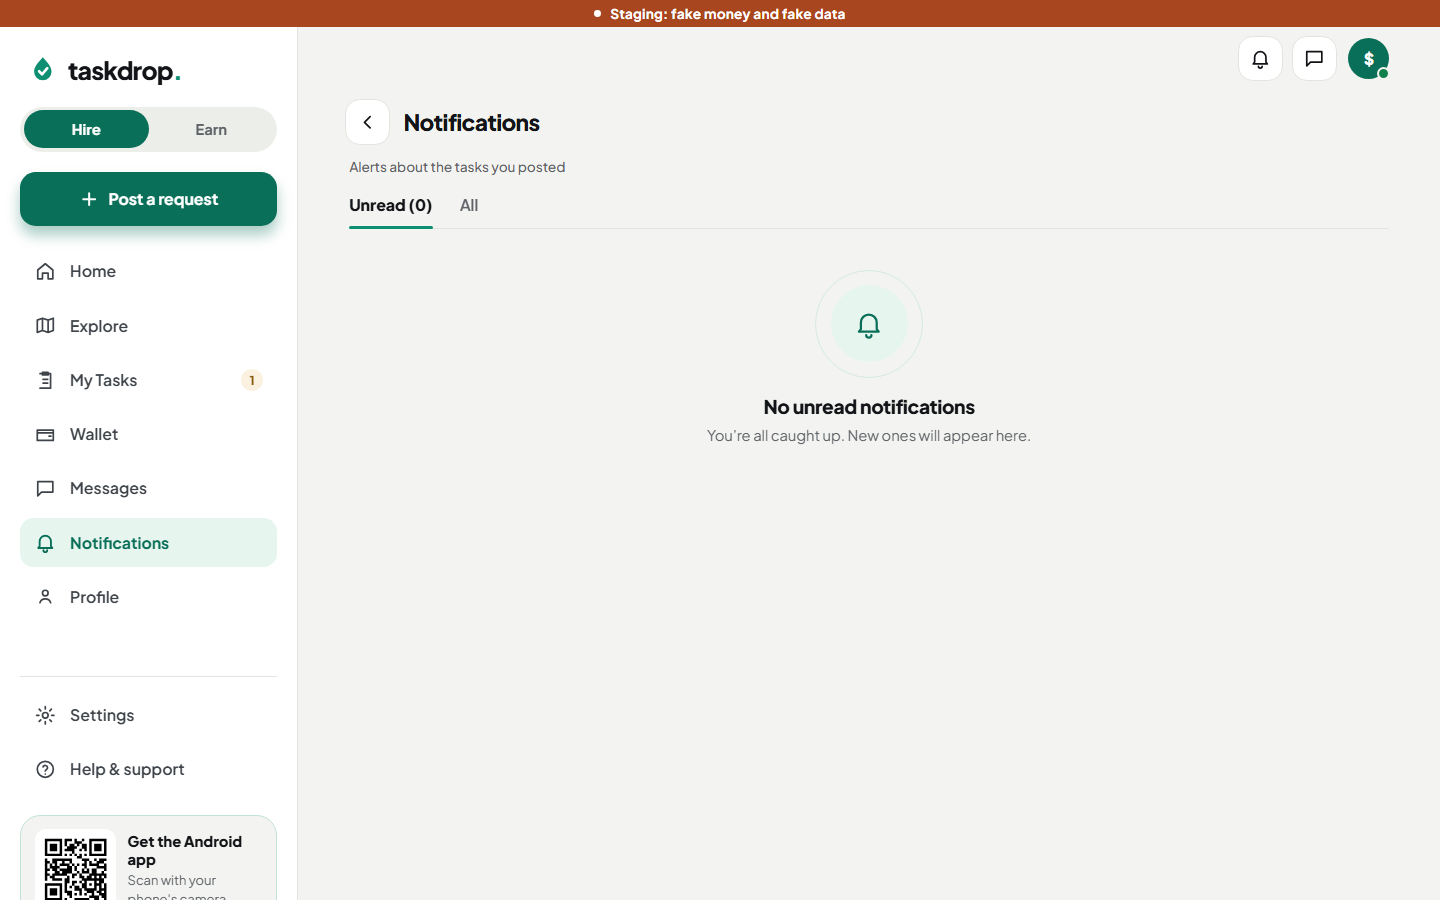 Staging: fake money and fake data
taskdrop.
Hire
Earn
Post a request
Home
Explore
My Tasks
1
Wallet
Messages
Notifications
Profile
Settings
Help & support
Get the Android
app
Scan with your
phone's camera
$
Notifications
Alerts about the tasks you posted
Unread (0)
All
No unread notifications
You're all caught up. New ones will appear here.